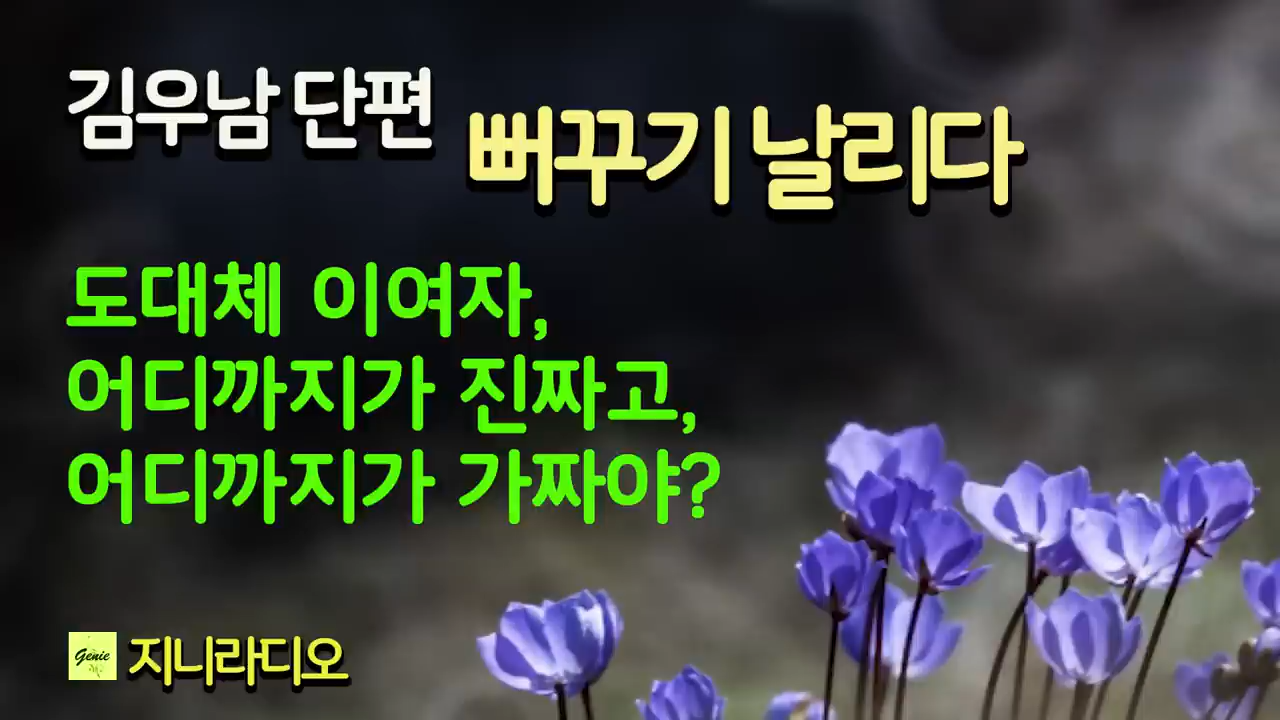 김우남 단편
뻐꾸기 날리다
도대체 이여자,
어디까지가 진짜고,
어디까지가 가짜야?
Genie
지니라디오